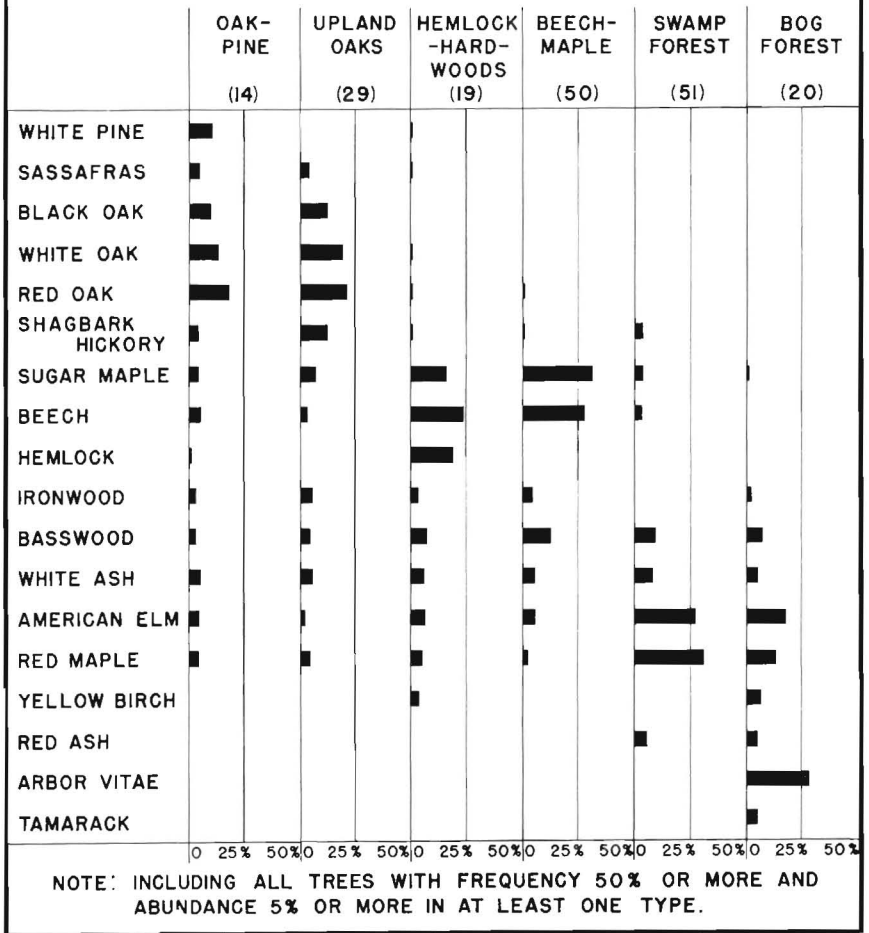 OAK-
PINE
(14)
UPLAND
OAKS
(29)
HEMLOCK
-HARD-
WOODS
(19)
BEECH-
MAPLE
(50)
SWAMP
FOREST
(51)
BOG
FOREST
(20)
WHITE PINE
SASSAFRAS
BLACK OAK
WHITE OAK
RED OAK
SHAGBARK
HICKORY
SUGAR MAPLE
BEECH
HEMLOCK
IRONWOOD
BASSWOOD
WHITE ASH
AMERICAN ELM
RED MAPLE
YELLOW BIRCH
RED ASH
ARBOR VITAE
TAMARACK
0 25% 50% 0 25% 50% 0 25% 50% 0 25% 50% 0 25% 50% 0 25% 50%
NOTE: INCLUDING ALL TREES WITH FREQUENCY 50% OR MORE AND
ABUNDANCE 5% OR MORE IN AT LEAST ONE TYPE.